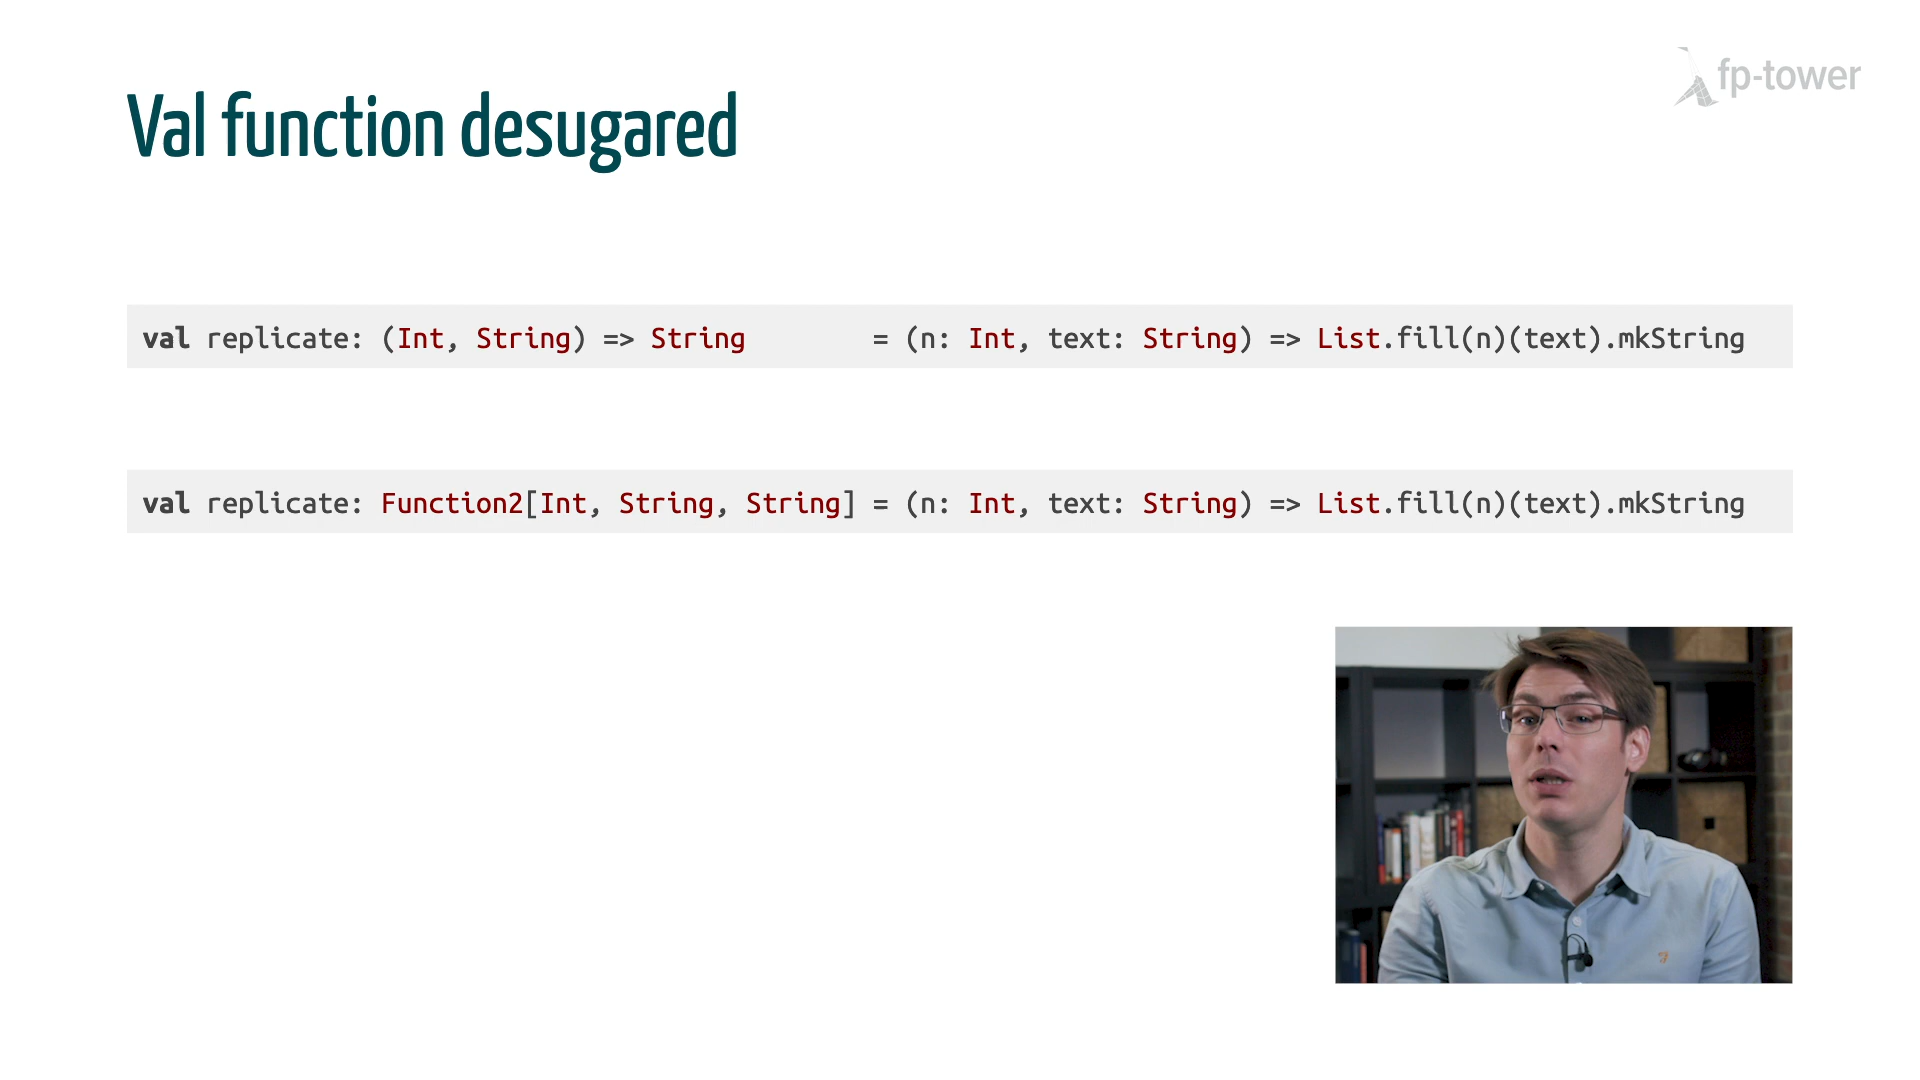 fp-tower
Val function desugared
val replicate: (Int, String) => String        = (n: Int, text: String) => List.fill(n)(text).mkString
val replicate: Function2[Int, String, String] = (n: Int, text: String) => List.fill(n)(text).mkString